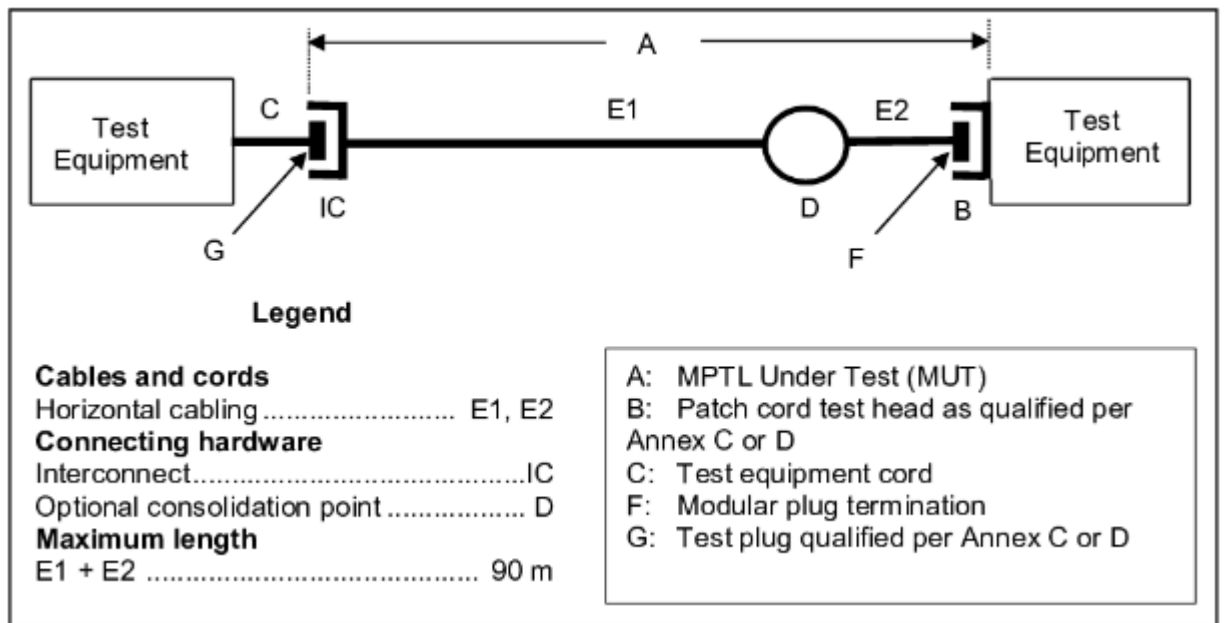 A
C
E1
E2
Test
Equipment
Test
Equipment
IC
D
B
G
F
Legend
Cables and cords
Horizontal cabling .......................... E1, E2
Connecting hardware
Interconnect............................................IC
Optional consolidation point ................... D
Maximum length
E1 + E2 ............................................. 90 m
A: MPTL Under Test (MUT)
B: Patch cord test head as qualified per
Annex C or D
C: Test equipment cord
F: Modular plug termination
G: Test plug qualified per Annex C or D